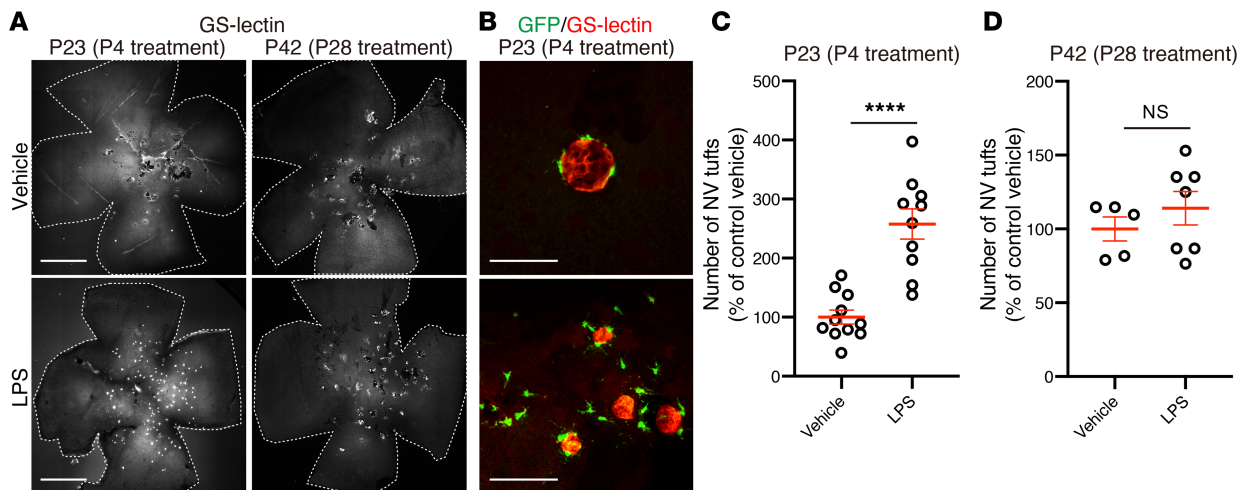 A
GS-lectin
P23 (P4 treatment)
P42 (P28 treatment)
Vehicle
LPS
B
GFP/GS-lectin
P23 (P4 treatment)
C
P23 (P4 treatment)
Number of NV tufts
(% of control vehicle)
500
400
300
200
100
0
****
Vehicle
LPS
D
P42 (P28 treatment)
Number of NV tufts
(% of control vehicle)
200
150
100
50
0
NS
Vehicle
LPS